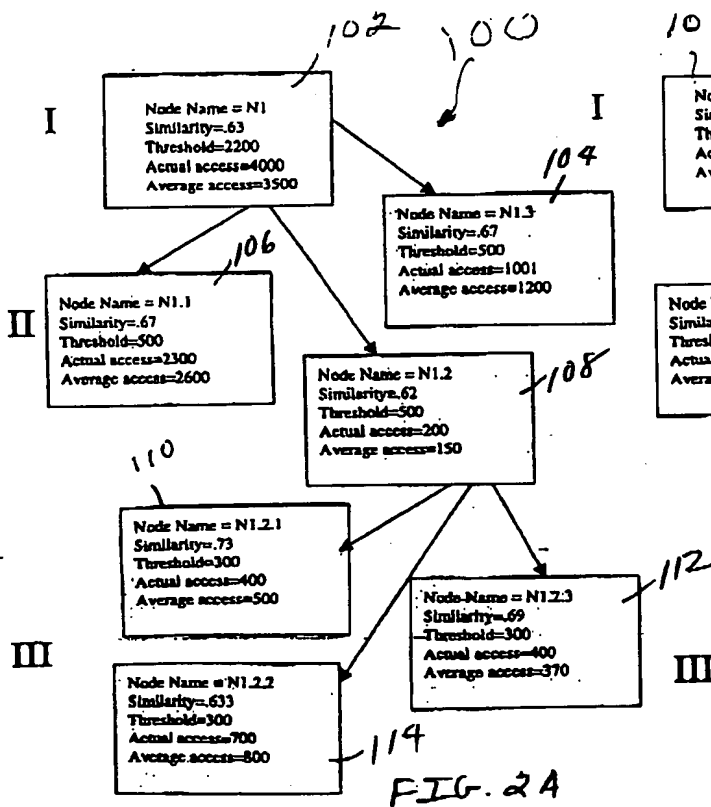 102
100
10
I
Node Name = N1
Similarity=.63
Threshold=2200
Actual access=4000
Average access=3500
I
104
Node Name = N1.3
Similarity=.67
Threshold=500
Actual access=1001
Average access=1200
106
II
Node Name = N1.1
Similarity=.67
Threshold=500
Actual access=2300
Average access=2600
108
Node Name = N1.2
Similarity=.62
Threshold=500
Actual access=200
Average access=150
110
Node Name = N1.2.1
Similarity=.73
Threshold=300
Actual access=400
Average access=500
112
Node Name = N1.2.3
Similarity=.69
Threshold=300
Actual access=400
Average access=370
III
III
Node Name = N1.2.2
Similarity=.633
Threshold=300
Actual access=700
Average access=800
114
FIG. 2A